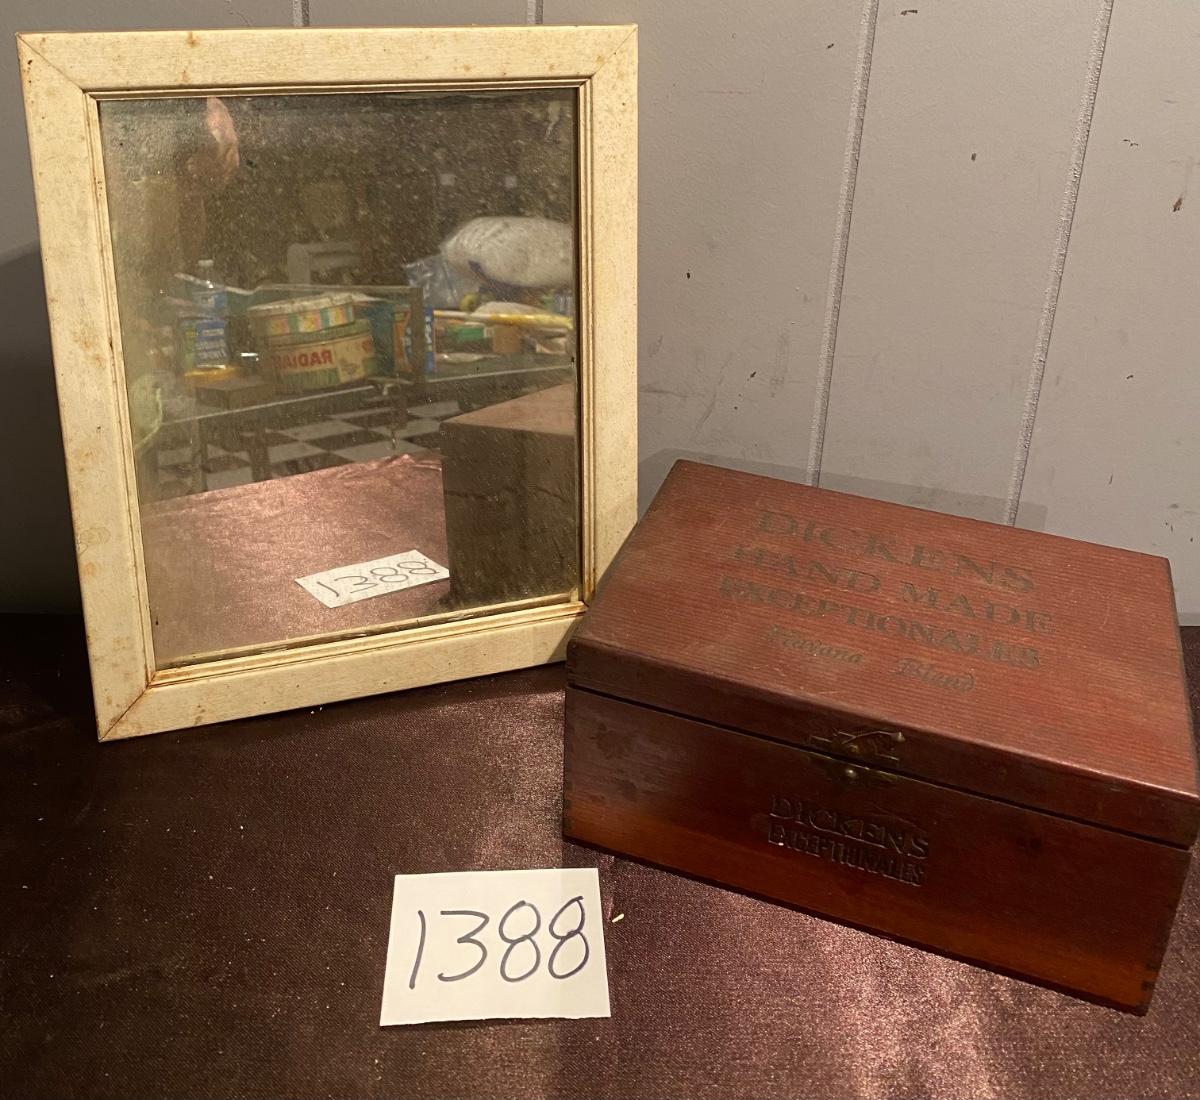 RADIA
1388
DICKENS
HAND MADE
EXCEPTIONALES
Havana Blend
DICKENS
EXCEPTIONALES
1388